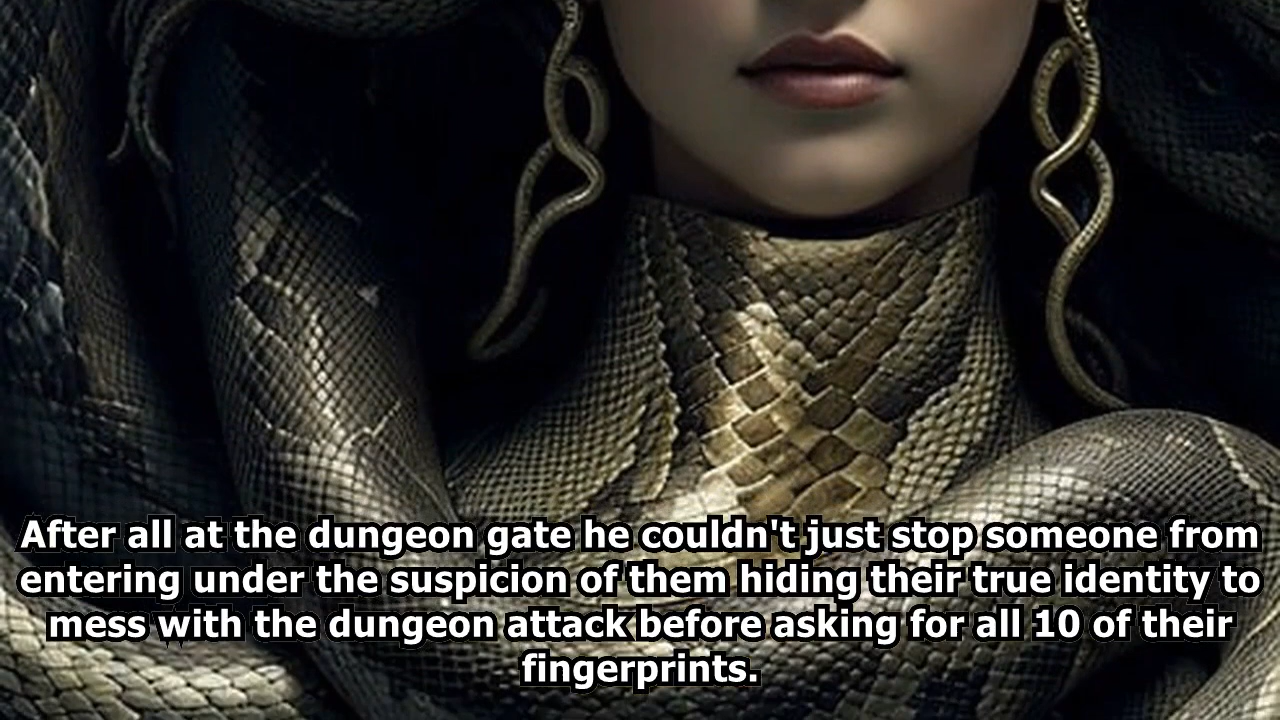 After all at the dungeon gate he couldn't just stop someone from
entering under the suspicion of them hiding their true identity to
mess with the dungeon attack before asking for all 10 of their
fingerprints.